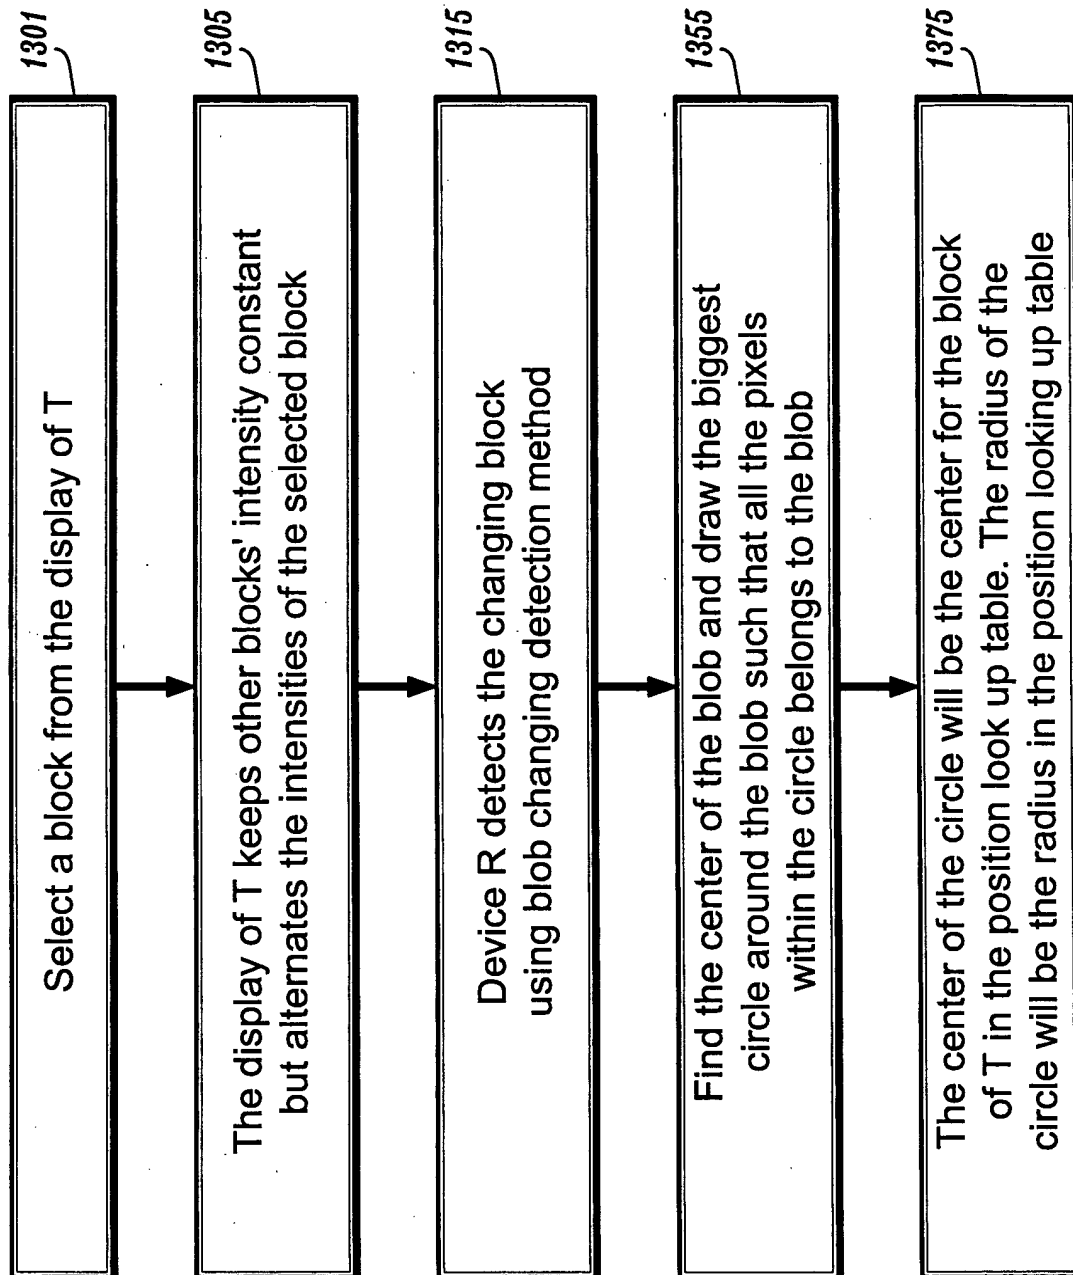 1301
Select a block from the display of T
1305
The display of T keeps other blocks' intensity constant
but alternates the intensities of the selected block
1315
Device R detects the changing block
using blob changing detection method
1355
Find the center of the blob and draw the biggest
circle around the blob such that all the pixels
within the circle belongs to the blob
1375
The center of the circle will be the center for the block
of T in the position look up table. The radius of the
circle will be the radius in the position looking up table